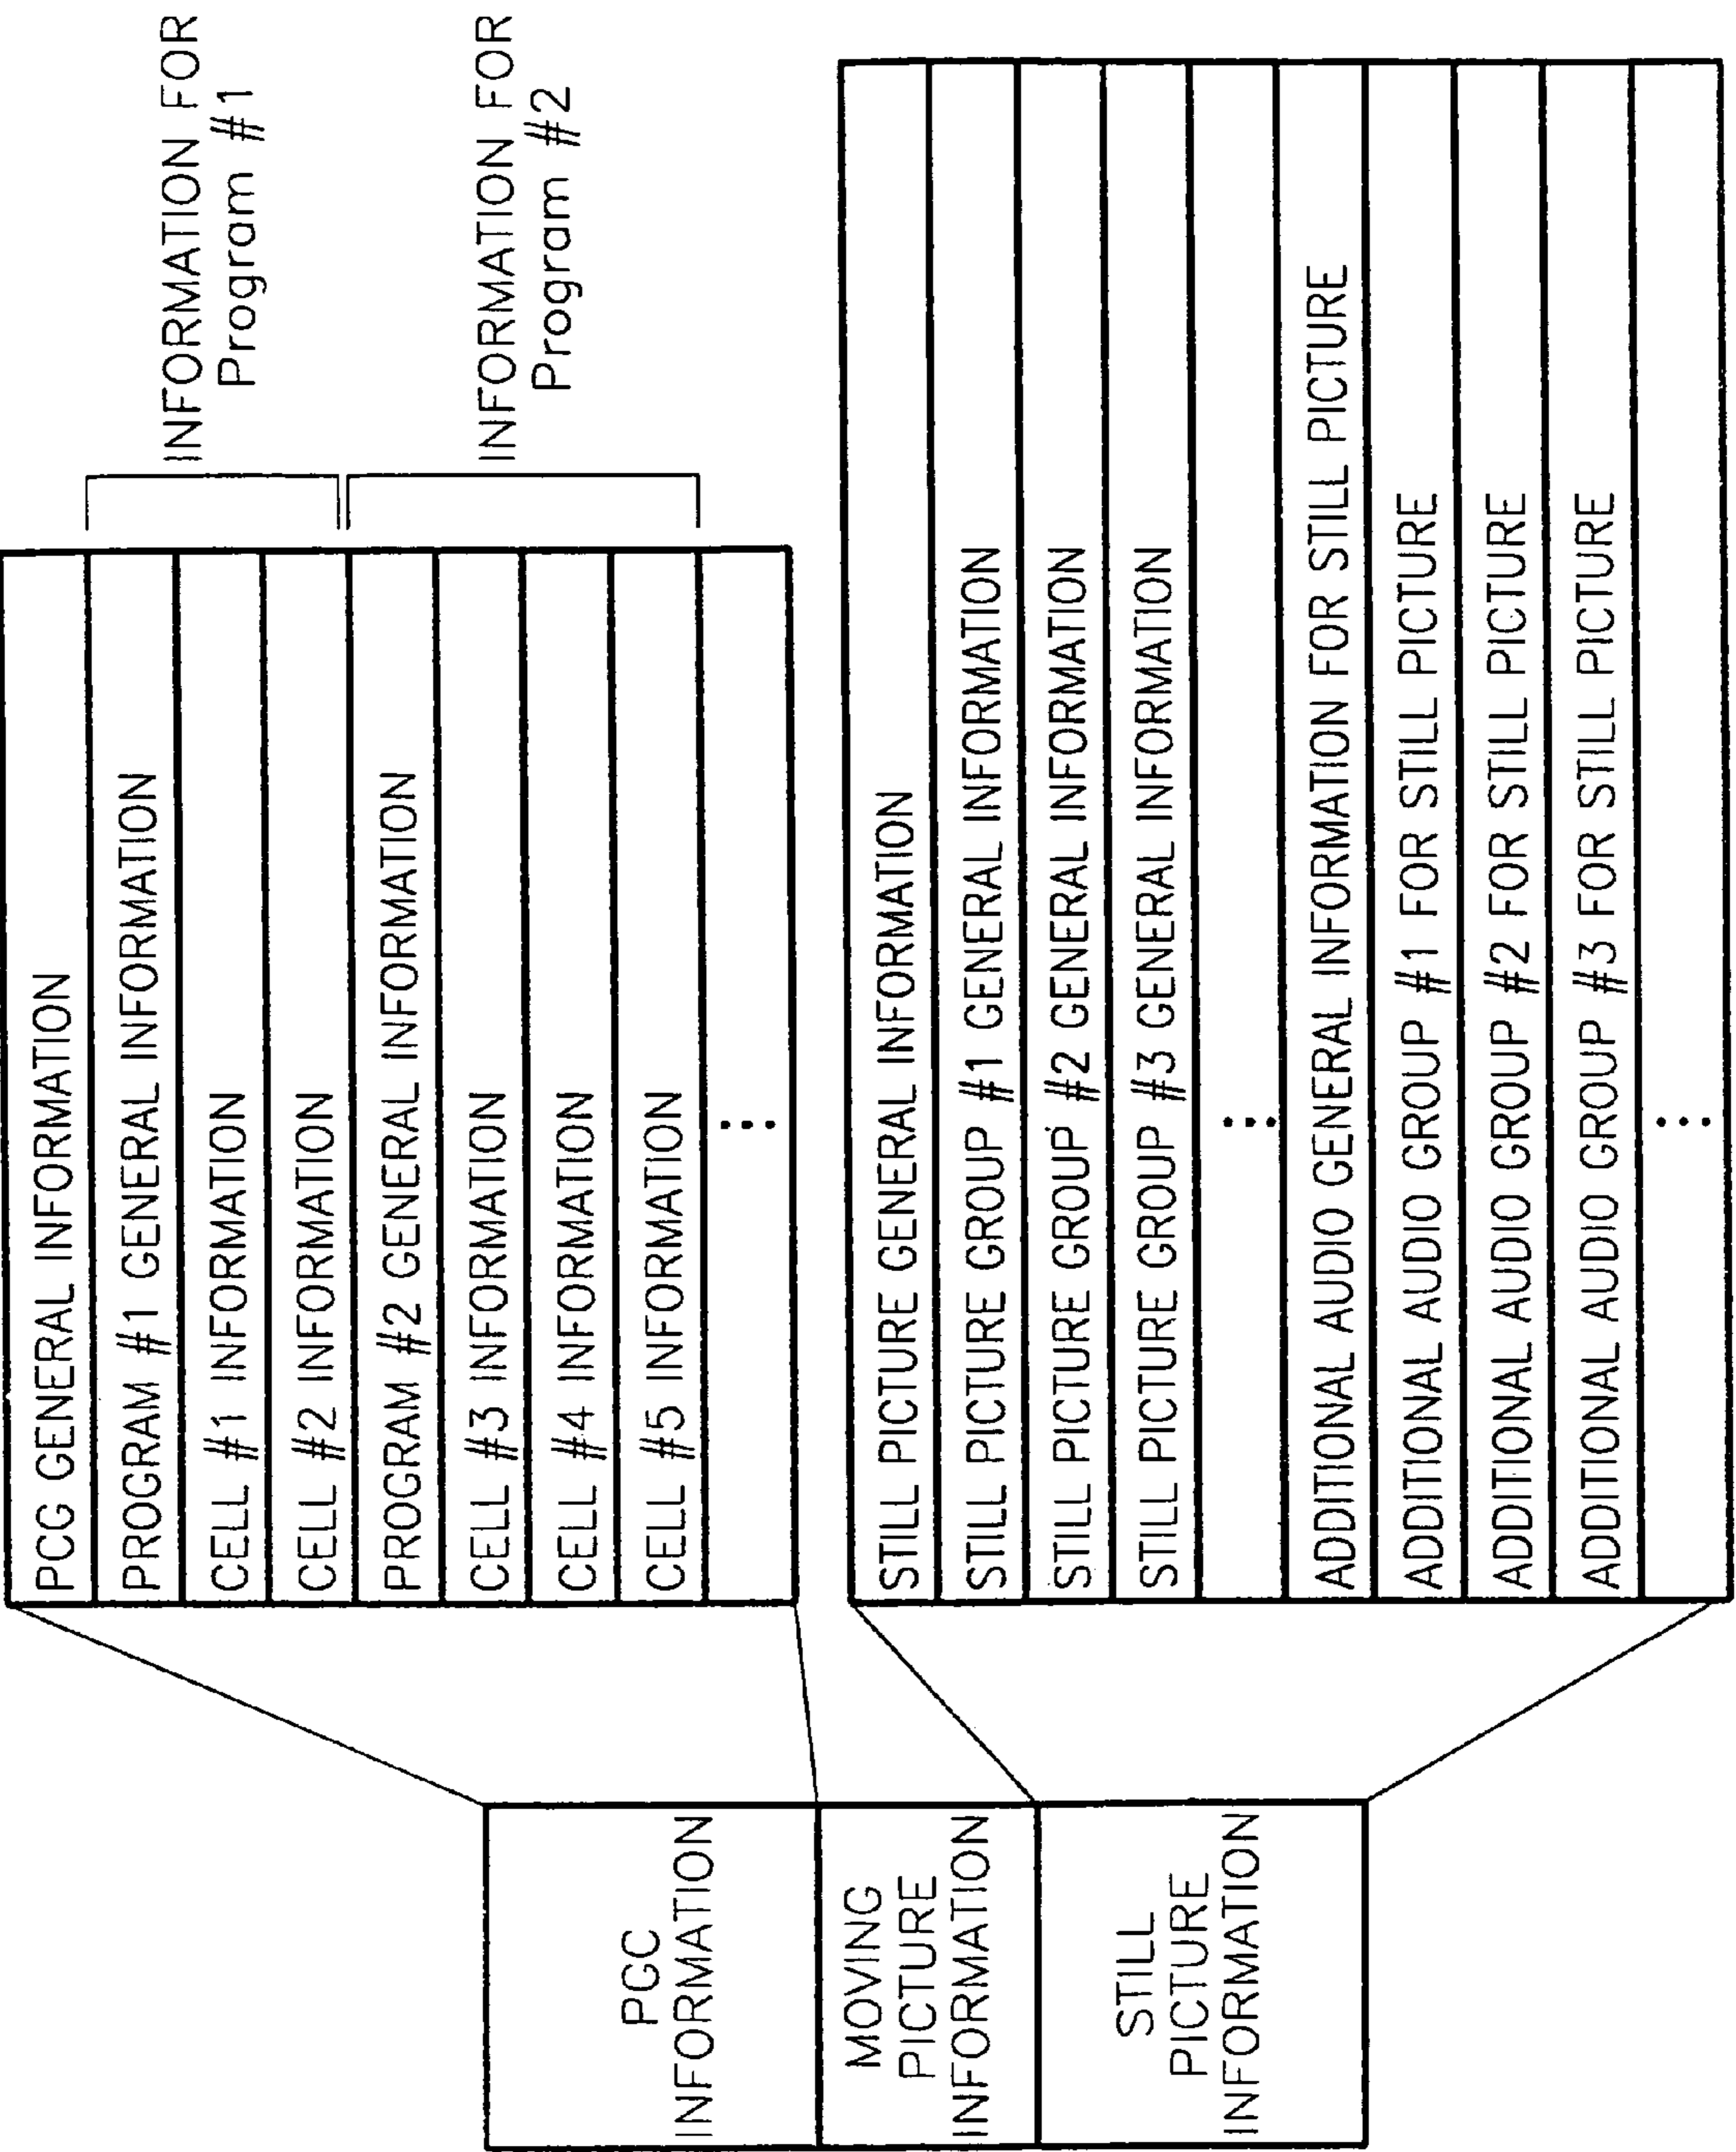 PGC
INFORMATION
MOVING
PICTURE
INFORMATION
STILL
PICTURE
INFORMATION
PCG GENERAL INFORMATION
PROGRAM #1 GENERAL INFORMATION
CELL #1 INFORMATION
CELL #2 INFORMATION
PROGRAM #2 GENERAL INFORMATION
CELL #3 INFORMATION
CELL #4 INFORMATION
CELL #5 INFORMATION
...
INFORMATION FOR
Program #1
INFORMATION FOR
Program #2
STILL PICTURE GENERAL INFORMATION
STILL PICTURE GROUP #1 GENERAL INFORMATION
STILL PICTURE GROUP #2 GENERAL INFORMATION
STILL PICTURE GROUP #3 GENERAL INFORMATION
...
ADDITIONAL AUDIO GENERAL INFORMATION FOR STILL PICTURE
ADDITIONAL AUDIO GROUP #1 FOR STILL PICTURE
ADDITIONAL AUDIO GROUP #2 FOR STILL PICTURE
ADDITIONAL AUDIO GROUP #3 FOR STILL PICTURE
...